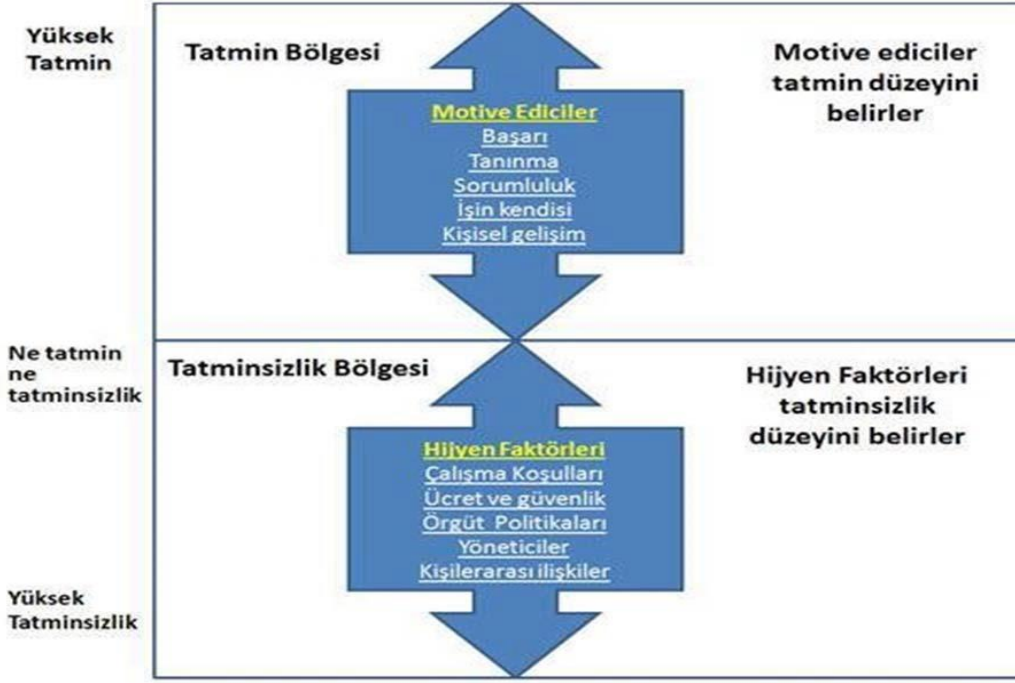 Yüksek
Tatmin
Tatmin Bölgesi
Motive ediciler
tatmin düzeyini
belirler
Motive Ediciler
Başarı
Tanınma
Sorumluluk
İşin kendisi
Kişisel gelişim
Ne tatmin
ne
tatminsizlik
Tatminsizlik Bölgesi
Hijyen Faktörleri
tatminsizlik
düzeyini belirler
Hijyen Faktörleri
Çalışma Koşulları
Ücret ve güvenlik
Örgüt Politikaları
Yöneticiler
Kişilerarası ilişkiler
Yüksek
Tatminsizlik